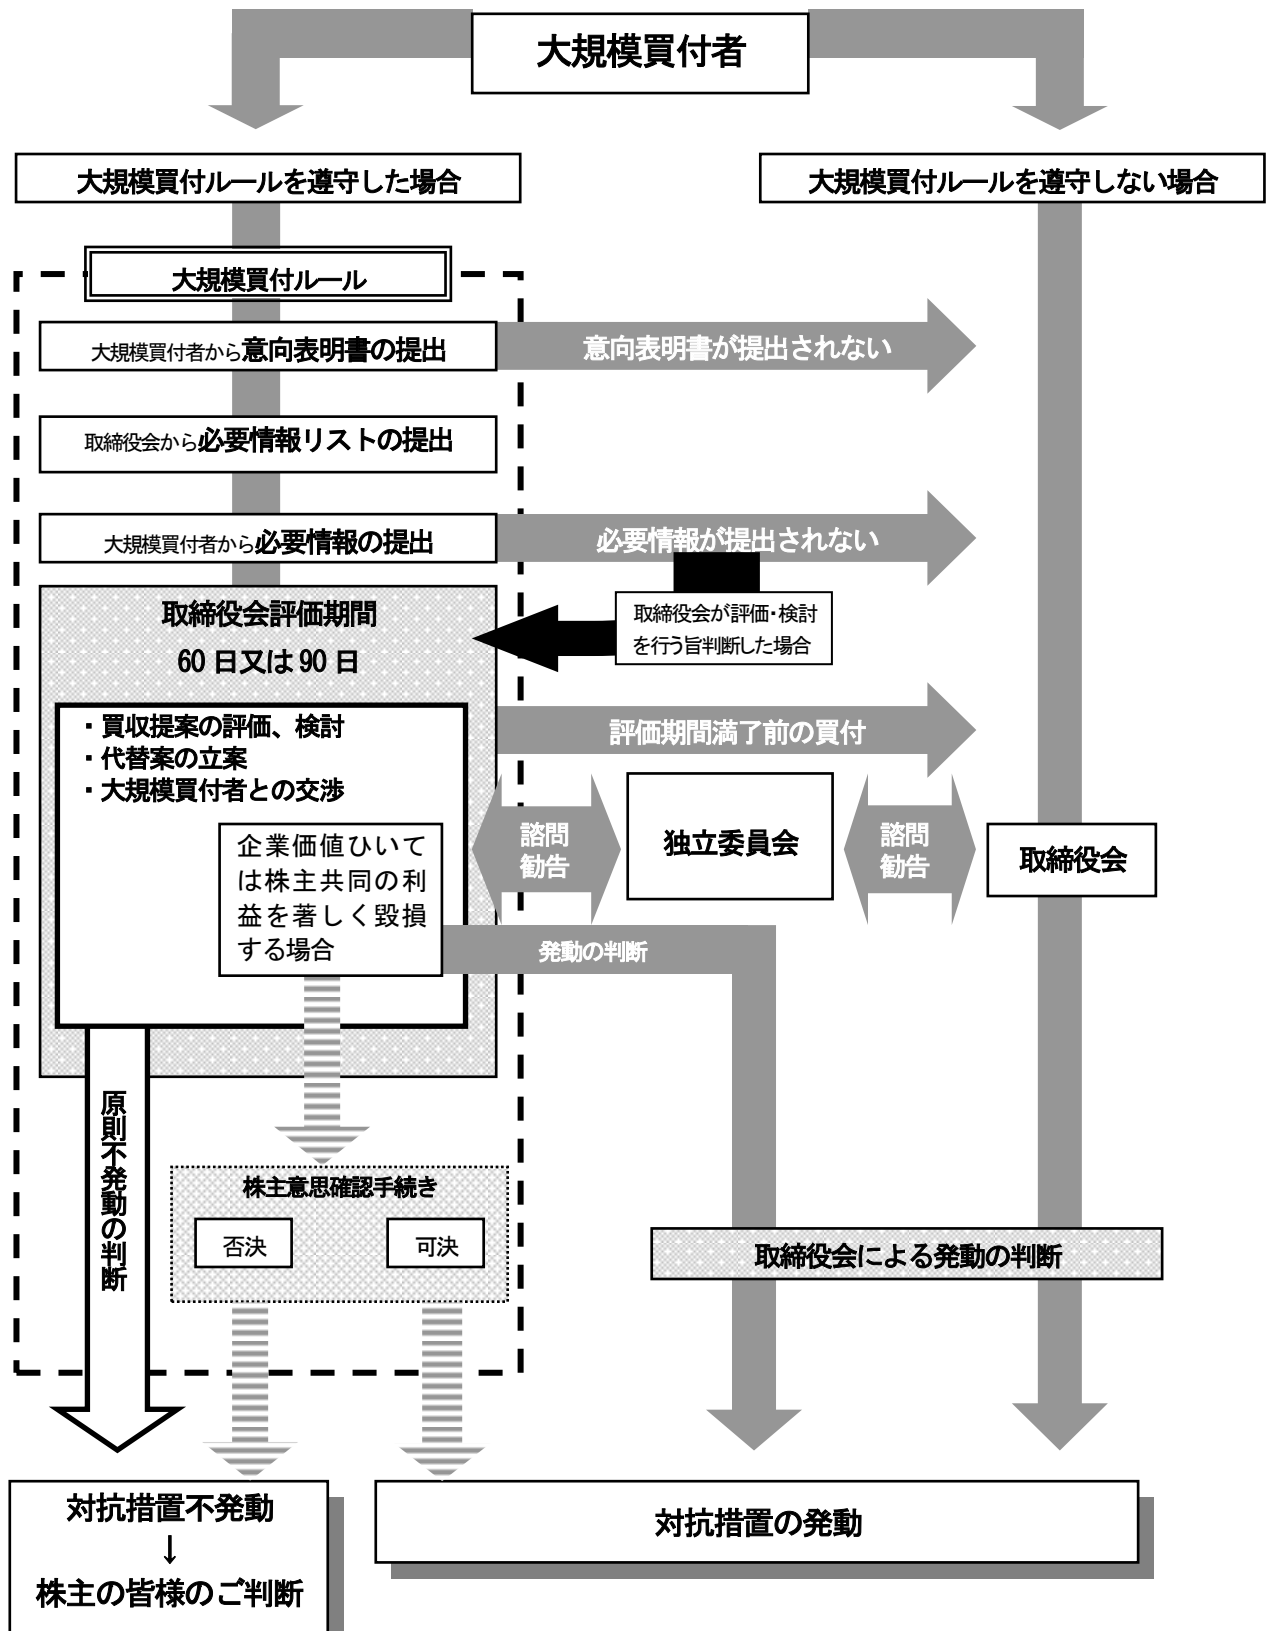 大規模買付者
大規模買付ルールを遵守した場合
大規模買付ルールを遵守しない場合
大規模買付ルール
大規模買付者から意向表明書の提出
意向表明書が提出されない
取締役会から必要情報リストの提出
大規模買付者から必要情報の提出
必要情報が提出されない
取締役会評価期間
60 日又は 90 日
取締役会が評価・検討
を行う旨判断した場合
・買収提案の評価、検討
・代替案の立案
・大規模買付者との交渉
評価期間満了前の買付
企業価値ひいて
は株主共同の利
益を著しく毀損
する場合
諮問
勧告
独立委員会
諮問
勧告
取締役会
発動の判断
原則不発動の判断
株主意思確認手続き
否決
可決
取締役会による発動の判断
対抗措置不発動
↓
株主の皆様のご判断
対抗措置の発動